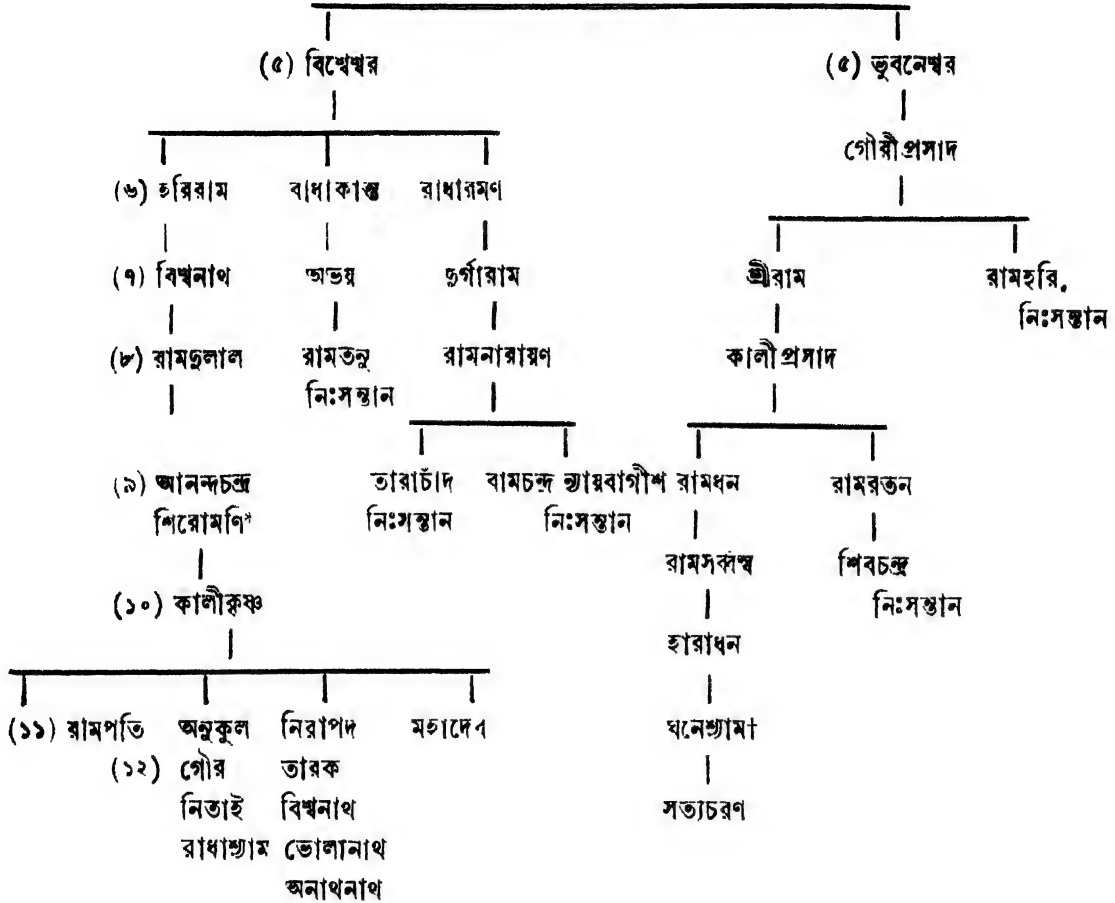 (৫) বিশ্বেশ্বর (৫) ভুবনেশ্বর
গৌরীপ্রসাদ
(৬) হরিরাম রাধাকান্ত রাধারমণ
(৭) বিশ্বনাথ অভয় দুর্গারাম শ্রীরাম রামহরি,
নিঃসন্তান
(৮) রামদুলাল রামতনু রামনারায়ণ কালীপ্রসাদ
নিঃসন্তান
(৯) আনন্দচন্দ্র তারাচাঁদ রামচন্দ্র ন্যায়বাগীশ রামধন রামরতন
শিরোমণি* নিঃসন্তান নিঃসন্তান
রামসর্ব্বস্ব শিবচন্দ্র
(১০) কালীকৃষ্ণ নিঃসন্তান
হারাধন
(১১) রামপতি অনুকুল নিরাপদ মহাদেব ঘনেশ্যাম†
(১২) গৌর তারক
নিতাই বিশ্বনাথ সত্যচরণ
রাধাশ্যাম ভোলানাথ
অনাথনাথ